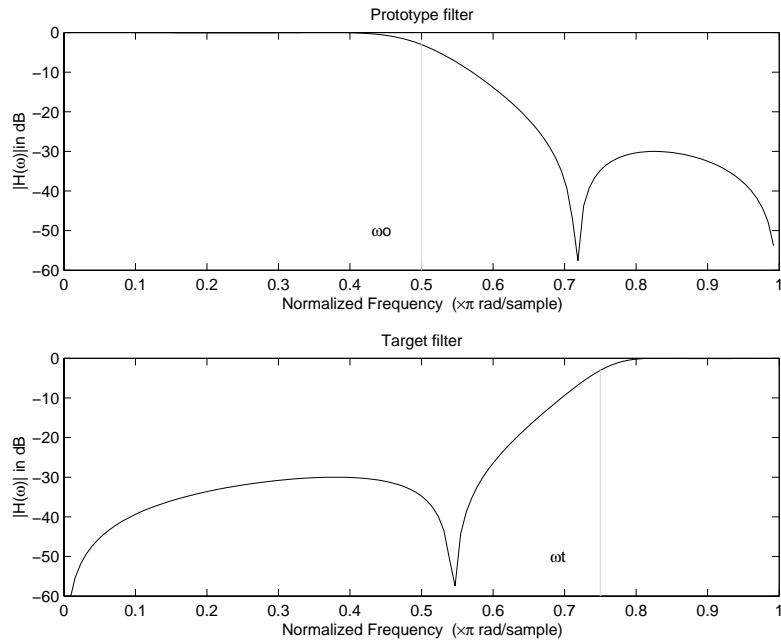 Prototype filter
0
−10
−20
−30
−40
−50
−60
|H(ω)|in dB
ωo
0 0.1 0.2 0.3 0.4 0.5 0.6 0.7 0.8 0.9 1
Normalized Frequency (×π rad/sample)
Target filter
0
−10
−20
−30
−40
−50
−60
|H(ω)| in dB
ωt
0 0.1 0.2 0.3 0.4 0.5 0.6 0.7 0.8 0.9 1
Normalized Frequency (×π rad/sample)